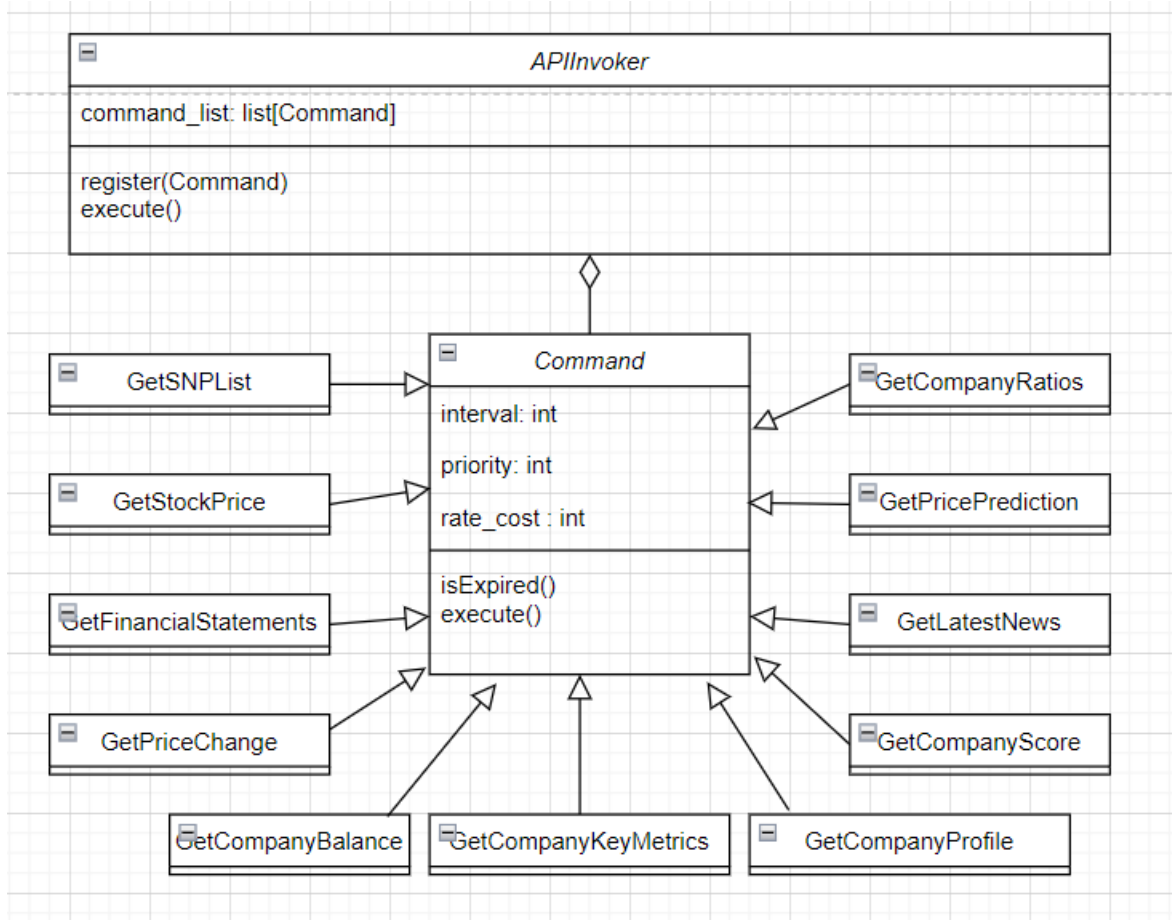 APIInvoker
command_list: list[Command]
register(Command)
execute()
Command
interval: int
priority: int
rate_cost : int
isExpired()
execute()
GetSNPList
GetStockPrice
GetFinancialStatements
GetPriceChange
GetCompanyRatios
GetPricePrediction
GetLatestNews
GetCompanyScore
GetCompanyBalance
GetCompanyKeyMetrics
GetCompanyProfile